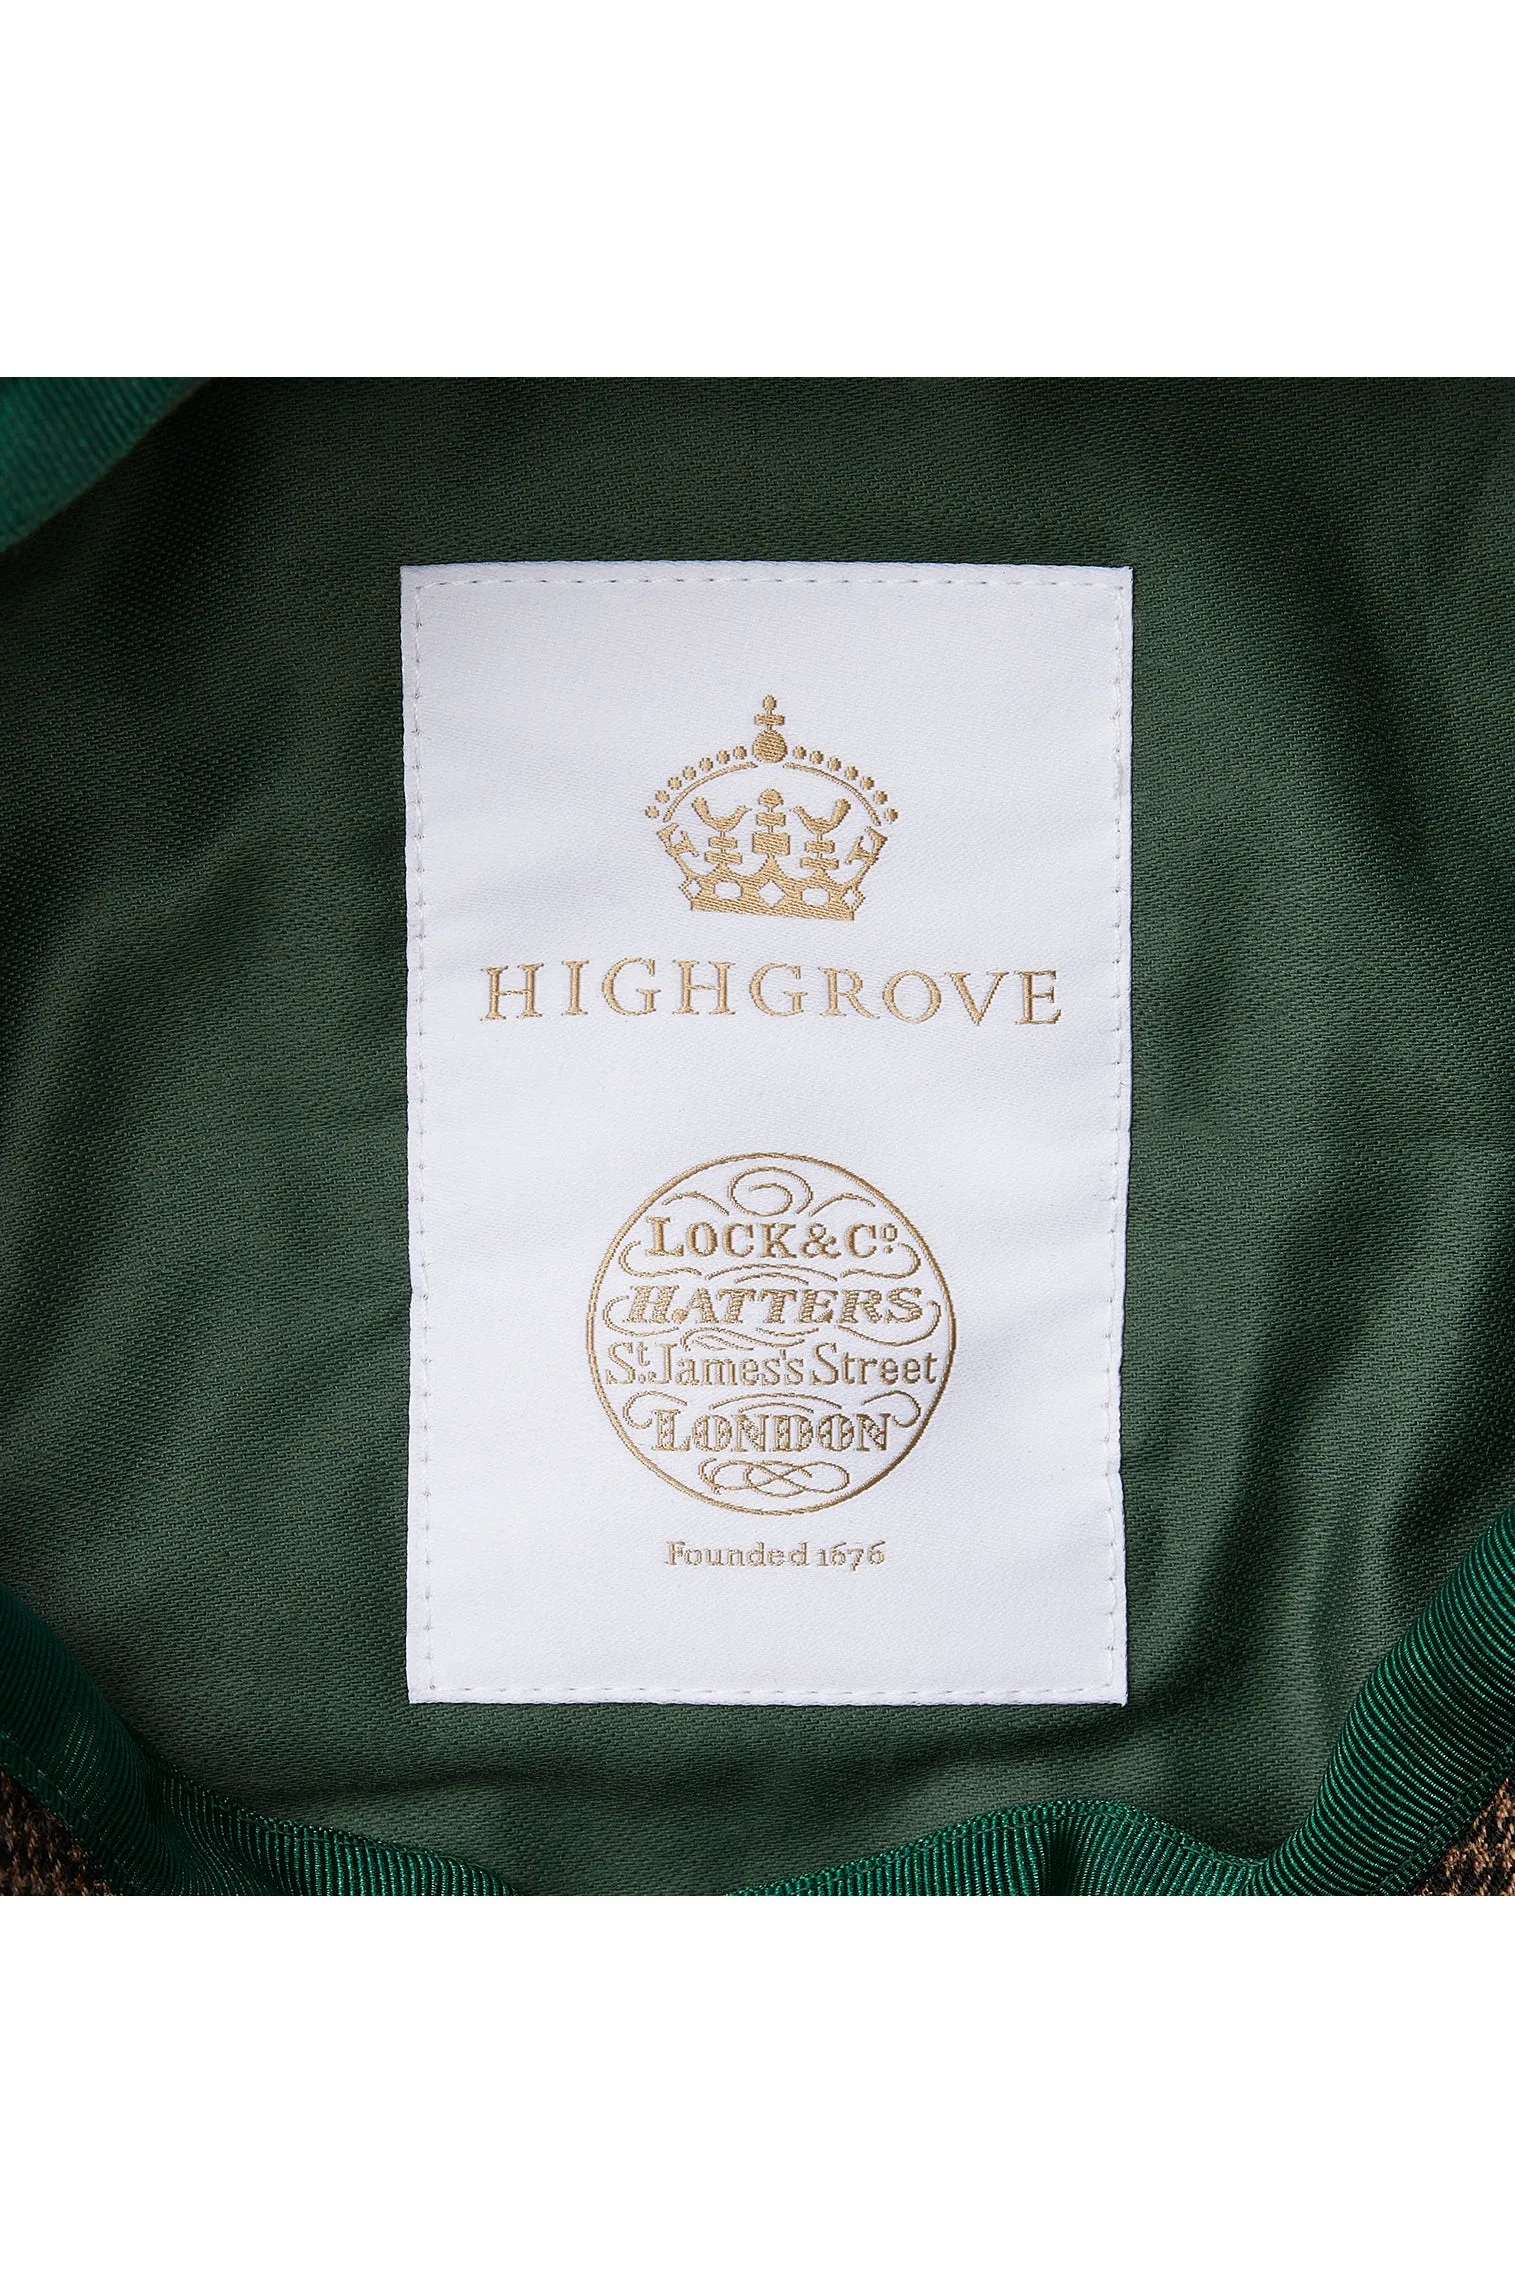 HIGHGROVE
LOCK & Cº.
HATTERS
St. James's Street
LONDON
Founded 1676